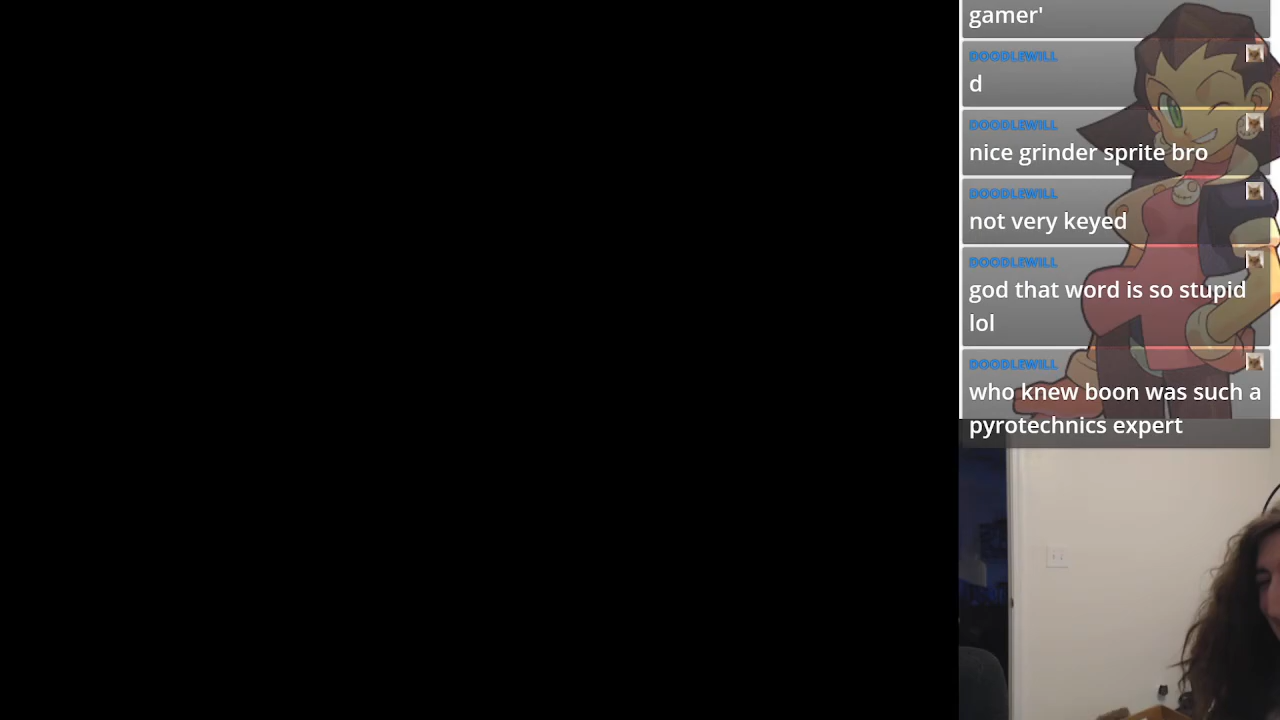 gamer'
DOODLEWILL
d
DOODLEWILL
nice grinder sprite bro
DOODLEWILL
not very keyed
DOODLEWILL
god that word is so stupid
lol
DOODLEWILL
who knew boon was such a
pyrotechnics expert